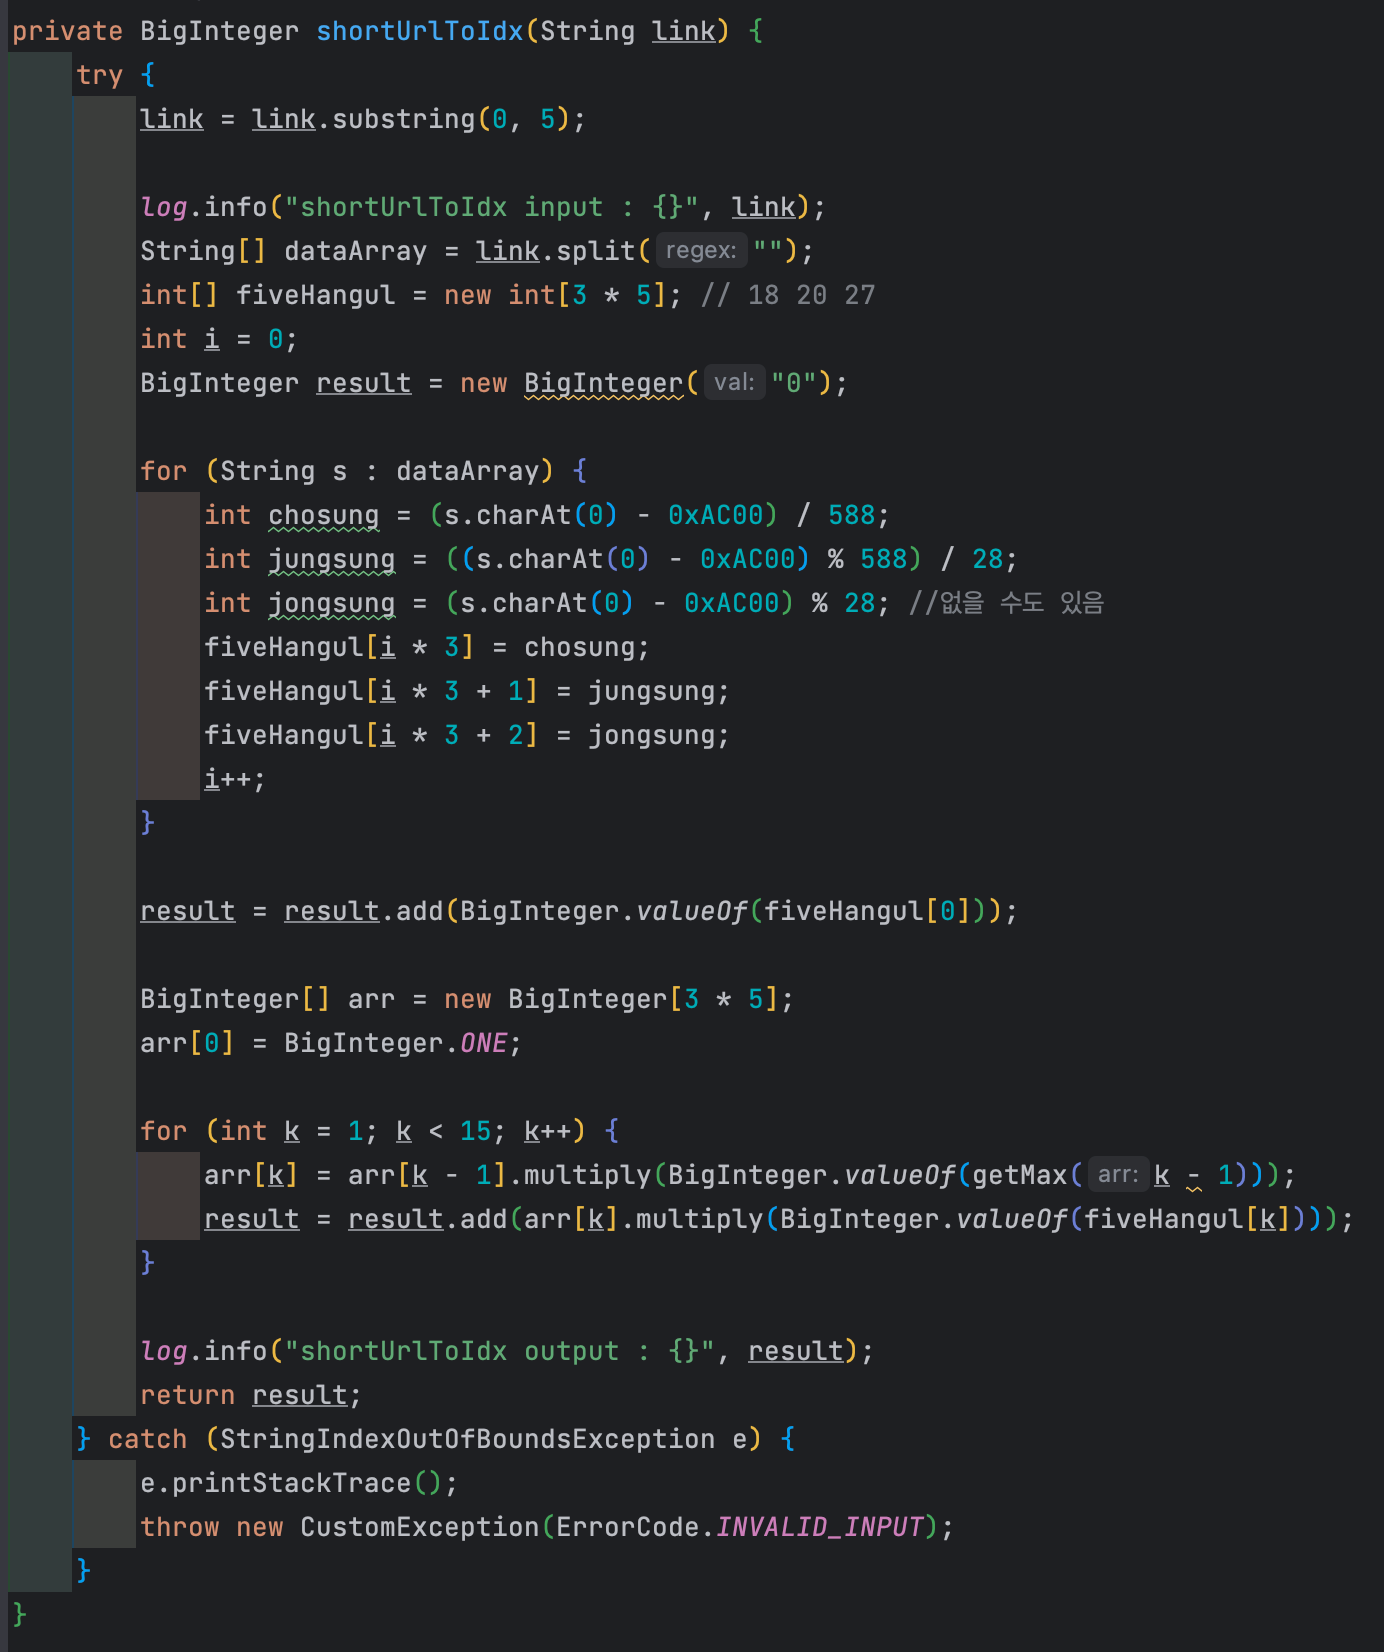 private BigInteger shortUrlToIdx(String link) {
try {
link = link.substring(0, 5);
log.info("shortUrlToIdx input : {}", link);
String[] dataArray = link.split( regex: "");
int[] fiveHangul = new int[3 * 5]; // 18 20 27
int i = 0;
BigInteger result = new BigInteger( val: "0");
for (String s : dataArray) {
int chosung = (s.charAt(0) - 0xAC00) / 588;
int jungsung = ((s.charAt(0) - 0xAC00) % 588) / 28;
int jongsung = (s.charAt(0) - 0xAC00) % 28; //없을 수도 있음
fiveHangul[i * 3] = chosung;
fiveHangul[i * 3 + 1] = jungsung;
fiveHangul[i * 3 + 2] = jongsung;
i++;
}
result = result.add(BigInteger.valueOf(fiveHangul[0]));
BigInteger[] arr = new BigInteger[3 * 5];
arr[0] = BigInteger.ONE;
for (int k = 1; k < 15; k++) {
arr[k] = arr[k - 1].multiply(BigInteger.valueOf(getMax( arr: k - 1)));
result = result.add(arr[k].multiply(BigInteger.valueOf(fiveHangul[k])));
}
log.info("shortUrlToIdx output : {}", result);
return result;
} catch (StringIndexOutOfBoundsException e) {
e.printStackTrace();
throw new CustomException(ErrorCode.INVALID_INPUT);
}
}